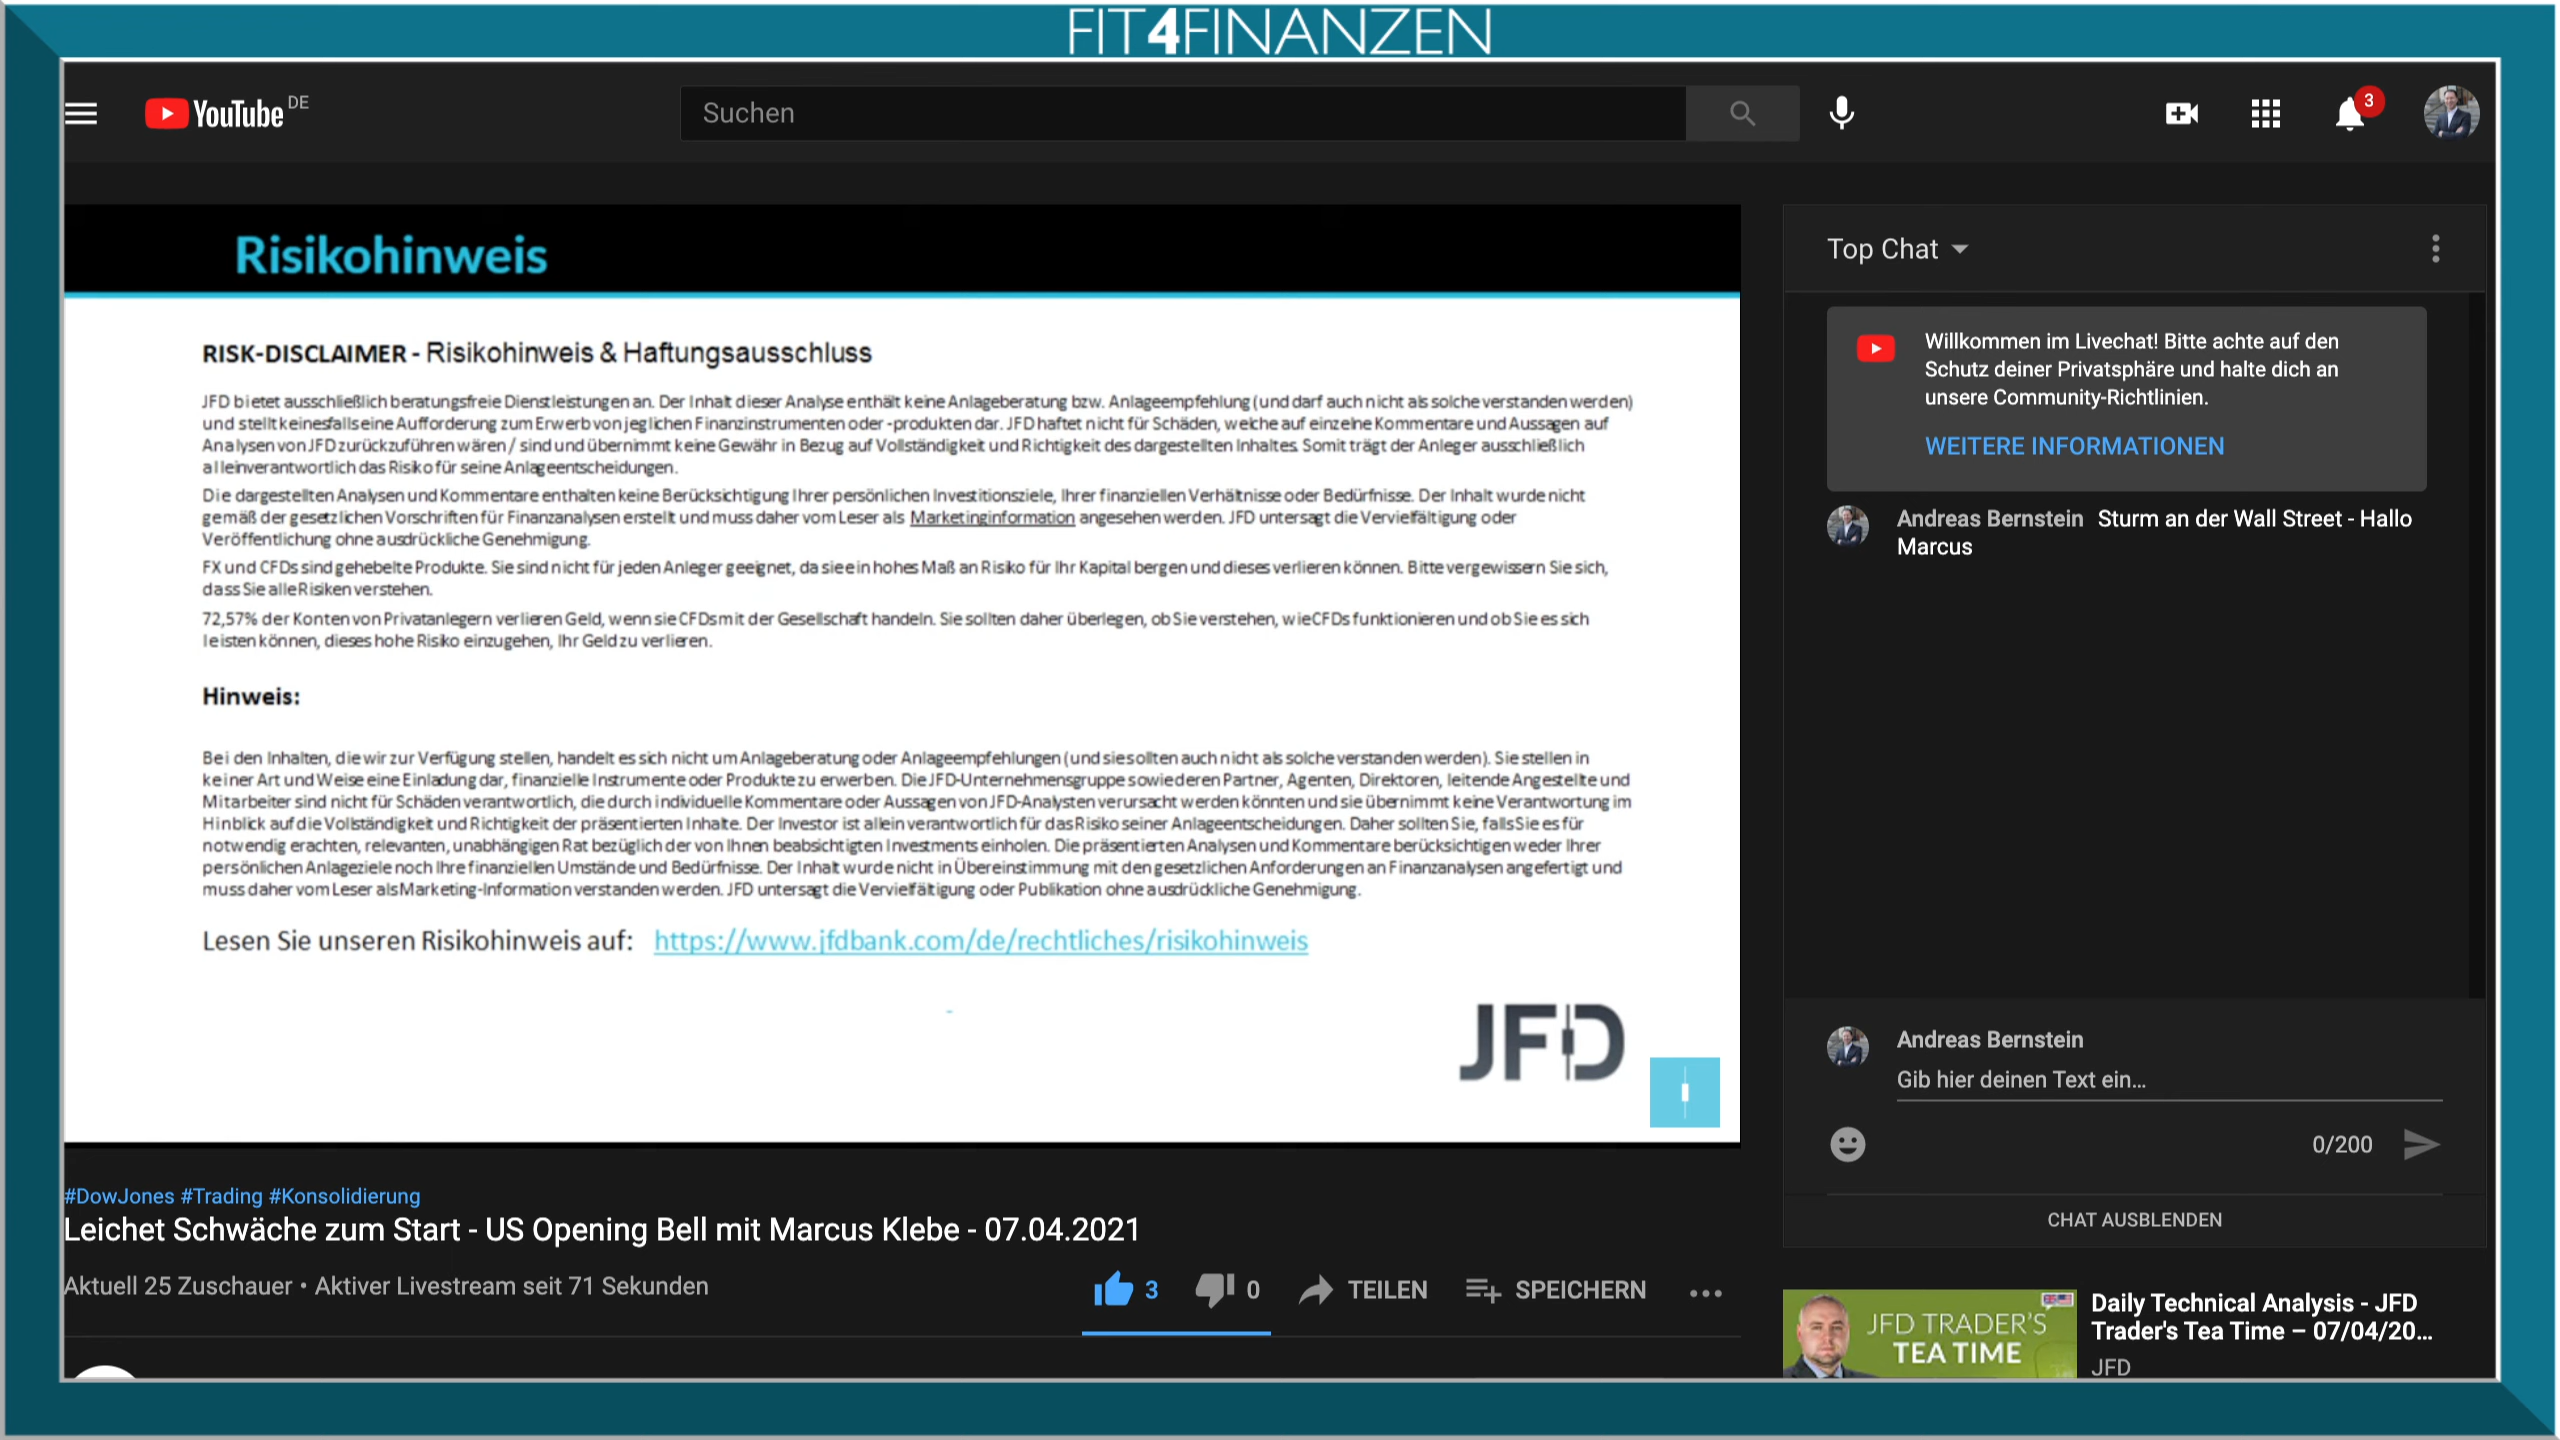 FIT4FINANZEN
YouTube DE
Suchen
3
Risikohinweis
RISK-DISCLAIMER - Risikohinweis & Haftungsausschluss
JFD bietet ausschließlich beratungsfreie Dienstleistungen an. Der Inhalt dieser Analyse enthält keine Anlageberatung bzw. Anlageempfehlung (und darf auch nicht als solche verstanden werden)
und stellt keinesfalls eine Aufforderung zum Erwerb von jeglichen Finanzinstrumenten oder -produkten dar. JFD haftet nicht für Schäden, welche auf einzelne Kommentare und Aussagen auf
Analysen von JFD zurückzuführen wären / sind und übernimmt keine Gewähr in Bezug auf Vollständigkeit und Richtigkeit des dargestellten Inhaltes. Somit trägt der Anleger ausschließlich
alleinverantwortlich das Risiko für seine Anlageentscheidungen.
Die dargestellten Analysen und Kommentare enthalten keine Berücksichtigung Ihrer persönlichen Investitionsziele, Ihrer finanziellen Verhältnisse oder Bedürfnisse. Der Inhalt wurde nicht
gemäß der gesetzlichen Vorschriften für Finanzanalysen erstellt und muss daher vom Leser als Marketinginformation angesehen werden. JFD untersagt die Vervielfältigung oder
Veröffentlichung ohne ausdrückliche Genehmigung.
FX und CFDs sind gehebelte Produkte. Sie sind nicht für jeden Anleger geeignet, da sie ein hohes Maß an Risiko für Ihr Kapital bergen und dieses verlieren können. Bitte vergewissern Sie sich,
dass Sie alle Risiken verstehen.
72,57% der Konten von Privatanlegern verlieren Geld, wenn sie CFDs mit der Gesellschaft handeln. Sie sollten daher überlegen, ob Sie verstehen, wie CFDs funktionieren und ob Sie es sich
leisten können, dieses hohe Risiko einzugehen, Ihr Geld zu verlieren.
Hinweis:
Bei den Inhalten, die wir zur Verfügung stellen, handelt es sich nicht um Anlageberatung oder Anlageempfehlungen (und sie sollten auch nicht als solche verstanden werden). Sie stellen in
keiner Art und Weise eine Einladung dar, finanzielle Instrumente oder Produkte zu erwerben. Die JFD-Unternehmensgruppe sowie deren Partner, Agenten, Direktoren, leitende Angestellte und
Mitarbeiter sind nicht für Schäden verantwortlich, die durch individuelle Kommentare oder Aussagen von JFD-Analysten verursacht werden könnten und sie übernimmt keine Verantwortung im
Hinblick auf die Vollständigkeit und Richtigkeit der präsentierten Inhalte. Der Investor ist allein verantwortlich für das Risiko seiner Anlageentscheidungen. Daher sollten Sie, falls Sie es für
notwendig erachten, relevanten, unabhängigen Rat bezüglich der von Ihnen beabsichtigten Investments einholen. Die präsentierten Analysen und Kommentare berücksichtigen weder Ihrer
persönlichen Anlageziele noch Ihre finanziellen Umstände und Bedürfnisse. Der Inhalt wurde nicht in Übereinstimmung mit den gesetzlichen Anforderungen an Finanzanalysen angefertigt und
muss daher vom Leser als Marketing-Information verstanden werden. JFD untersagt die Vervielfältigung oder Publikation ohne ausdrückliche Genehmigung.
Lesen Sie unseren Risikohinweis auf: https://www.jfdbank.com/de/rechtliches/risikohinweis
JFD
#DowJones #Trading #Konsolidierung
Leichet Schwäche zum Start - US Opening Bell mit Marcus Klebe - 07.04.2021
Aktuell 25 Zuschauer • Aktiver Livestream seit 71 Sekunden
3 0 TEILEN SPEICHERN
Top Chat
Willkommen im Livechat! Bitte achte auf den
Schutz deiner Privatsphäre und halte dich an
unsere Community-Richtlinien.
WEITERE INFORMATIONEN
Andreas Bernstein Sturm an der Wall Street - Hallo
Marcus
Andreas Bernstein
Gib hier deinen Text ein...
0/200
CHAT AUSBLENDEN
JFD TRADER'S
TEA TIME
Daily Technical Analysis - JFD
Trader's Tea Time – 07/04/20...
JFD